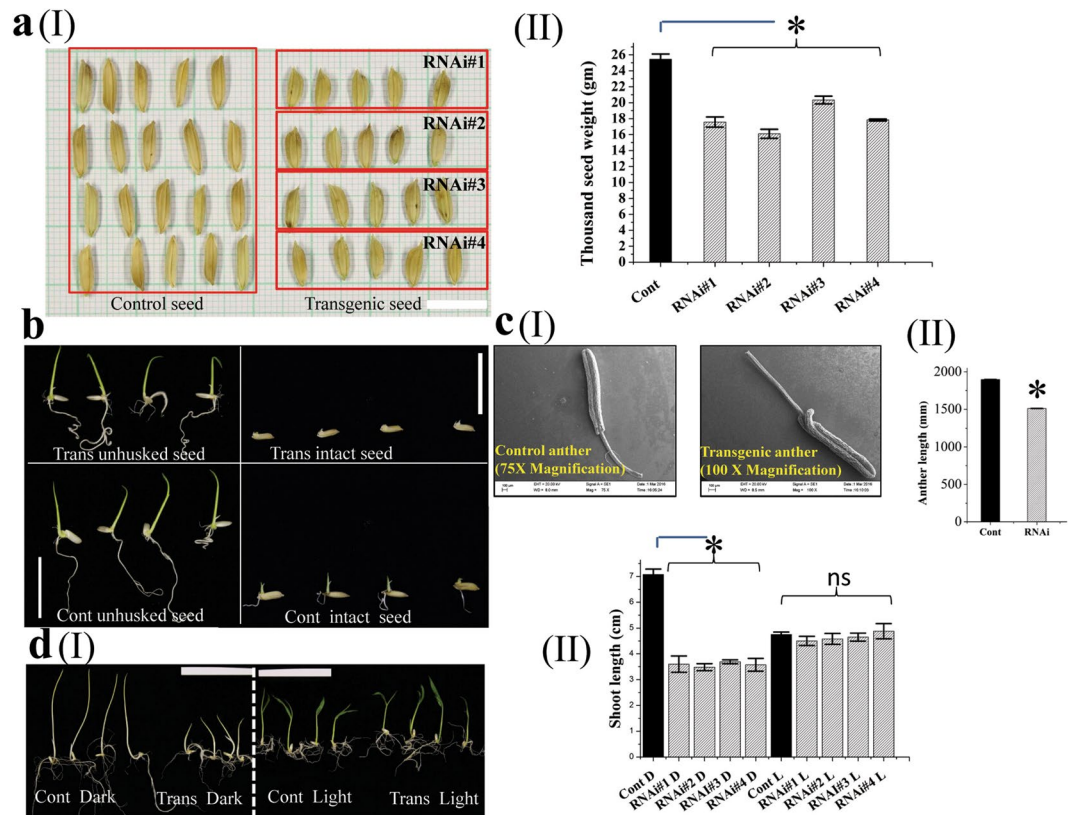 a (I)
RNAi#1
RNAi#2
RNAi#3
RNAi#4
Control seed
Transgenic seed
(II)
Thousand seed weight (gm)
26
24
22
20
18
16
14
12
10
8
6
4
2
0
*
Cont
RNAi#1
RNAi#2
RNAi#3
RNAi#4
b
Trans unhusked seed
Trans intact seed
Cont unhusked seed
Cont intact seed
c (I)
Control anther
(75X Magnification)
Transgenic anther
(100 X Magnification)
(II)
Anther length (mm)
2000
1500
1000
500
0
*
Cont
RNAi
d (I)
Cont Dark
Trans Dark
Cont Light
Trans Light
(II)
Shoot length (cm)
7
6
5
4
3
2
1
0
*
ns
Cont D
RNAi#1 D
RNAi#2 D
RNAi#3 D
RNAi#4 D
Cont L
RNAi#1 L
RNAi#2 L
RNAI#3 L
RNAi#4 L